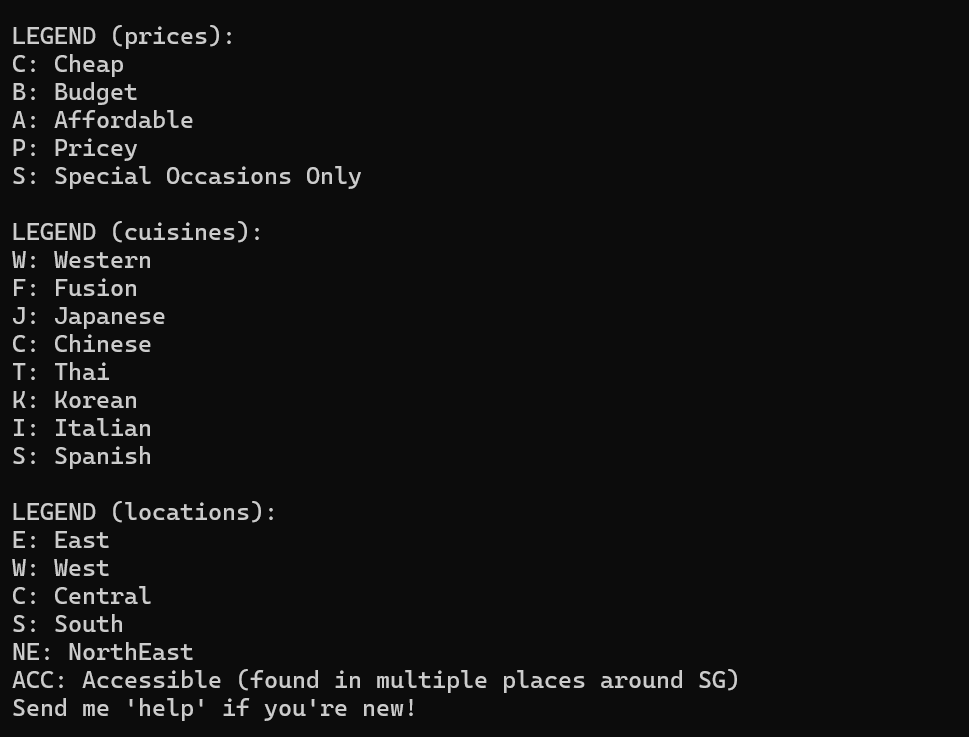 LEGEND (prices):
C: Cheap
B: Budget
A: Affordable
P: Pricey
S: Special Occasions Only
LEGEND (cuisines):
W: Western
F: Fusion
J: Japanese
C: Chinese
T: Thai
K: Korean
I: Italian
S: Spanish
LEGEND (locations):
E: East
W: West
C: Central
S: South
NE: NorthEast
ACC: Accessible (found in multiple places around SG)
Send me 'help' if you're new!